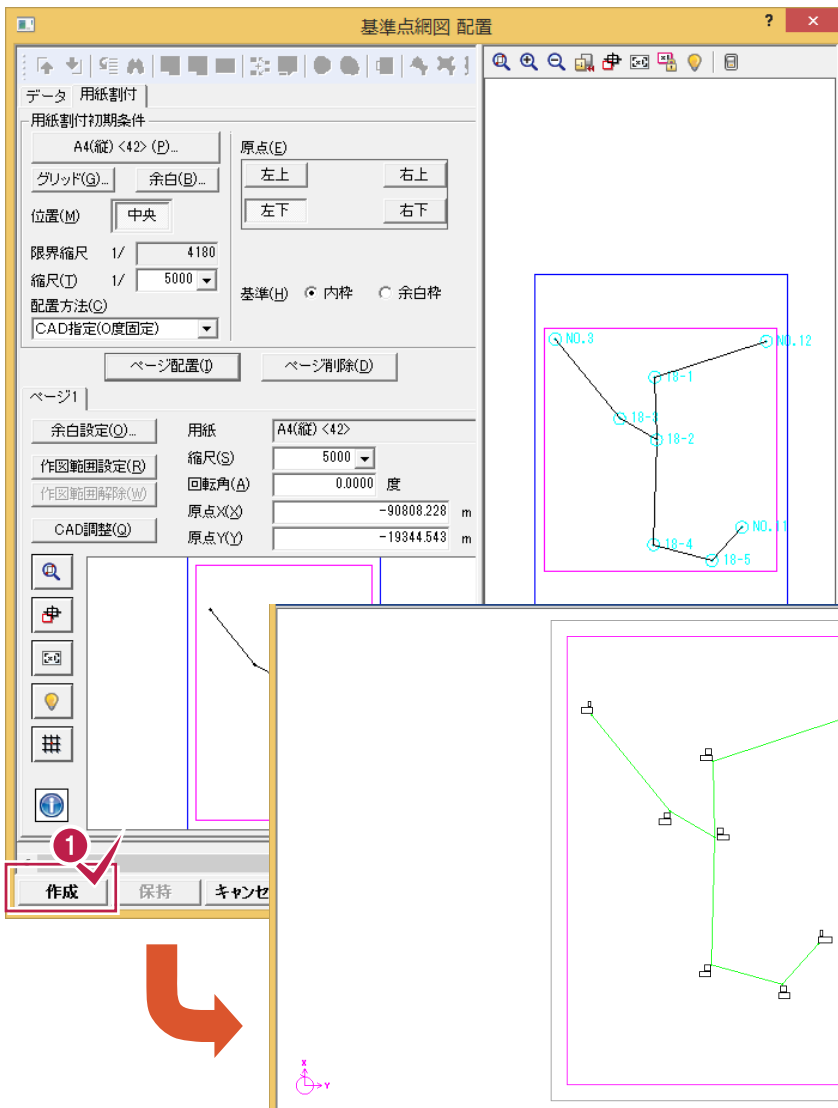 基準点網図 配置
? ×
データ 用紙割付
用紙割付初期条件
A4(縦) <42> (P)...
グリッド(G)... 余白(B)...
位置(M) 中央
限界縮尺 1/ 4180
縮尺(T) 1/ 5000
配置方法(C)
CAD指定(0度固定)
原点(E)
左上 右上
左下 右下
基準(H) 内枠 余白枠
ページ配置(I) ページ削除(D)
ページ1
余白設定(O)... 用紙 A4(縦) <42>
作図範囲設定(R) 縮尺(S) 5000
作図範囲解除(W) 回転角(A) 0.0000 度
CAD調整(Q) 原点X(X) -90808.228 m
原点Y(Y) -19344.543 m
NO.3
NO.12
18-1
18-3
18-2
NO.11
18-4
18-5
1
作成 保持 キャンセ
X
Y